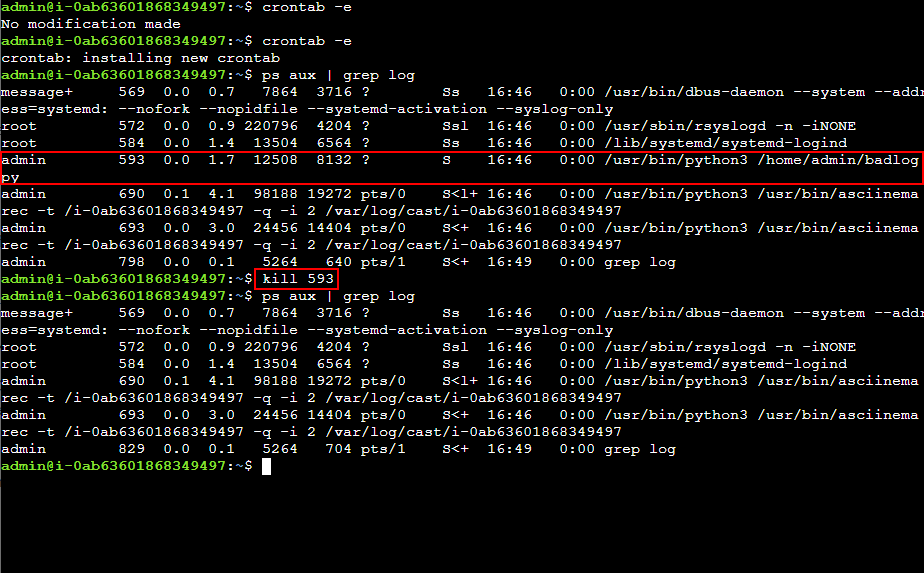 admin@i-0ab63601868349497:~$ crontab -e
No modification made
admin@i-0ab63601868349497:~$ crontab -e
crontab: installing new crontab
admin@i-0ab63601868349497:~$ ps aux | grep log
message+     569  0.0  0.7   7864  3716 ?        Ss   16:46   0:00 /usr/bin/dbus-daemon --system --addr
ess=systemd: --nofork --nopidfile --systemd-activation --syslog-only
root         572  0.0  0.9 220796  4204 ?        Ssl  16:46   0:00 /usr/sbin/rsyslogd -n -iNONE
root         584  0.0  1.4  13504  6564 ?        Ss   16:46   0:00 /lib/systemd/systemd-logind
admin        593  0.0  1.7  12508  8132 ?        S    16:46   0:00 /usr/bin/python3 /home/admin/badlog
py
admin        690  0.1  4.1  98188 19272 pts/0    S<l+ 16:46   0:00 /usr/bin/python3 /usr/bin/asciinema
rec -t /i-0ab63601868349497 -q -i 2 /var/log/cast/i-0ab63601868349497
admin        693  0.0  3.0  24456 14404 pts/0    S<+  16:46   0:00 /usr/bin/python3 /usr/bin/asciinema
rec -t /i-0ab63601868349497 -q -i 2 /var/log/cast/i-0ab63601868349497
admin        798  0.0  0.1   5264   640 pts/1    S<+  16:49   0:00 grep log
admin@i-0ab63601868349497:~$ kill 593
admin@i-0ab63601868349497:~$ ps aux | grep log
message+     569  0.0  0.7   7864  3716 ?        Ss   16:46   0:00 /usr/bin/dbus-daemon --system --addr
ess=systemd: --nofork --nopidfile --systemd-activation --syslog-only
root         572  0.0  0.9 220796  4204 ?        Ssl  16:46   0:00 /usr/sbin/rsyslogd -n -iNONE
root         584  0.0  1.4  13504  6564 ?        Ss   16:46   0:00 /lib/systemd/systemd-logind
admin        690  0.1  4.1  98188 19272 pts/0    S<l+ 16:46   0:00 /usr/bin/python3 /usr/bin/asciinema
rec -t /i-0ab63601868349497 -q -i 2 /var/log/cast/i-0ab63601868349497
admin        693  0.0  3.0  24456 14404 pts/0    S<+  16:46   0:00 /usr/bin/python3 /usr/bin/asciinema
rec -t /i-0ab63601868349497 -q -i 2 /var/log/cast/i-0ab63601868349497
admin        829  0.0  0.1   5264   704 pts/1    S<+  16:49   0:00 grep log
admin@i-0ab63601868349497:~$